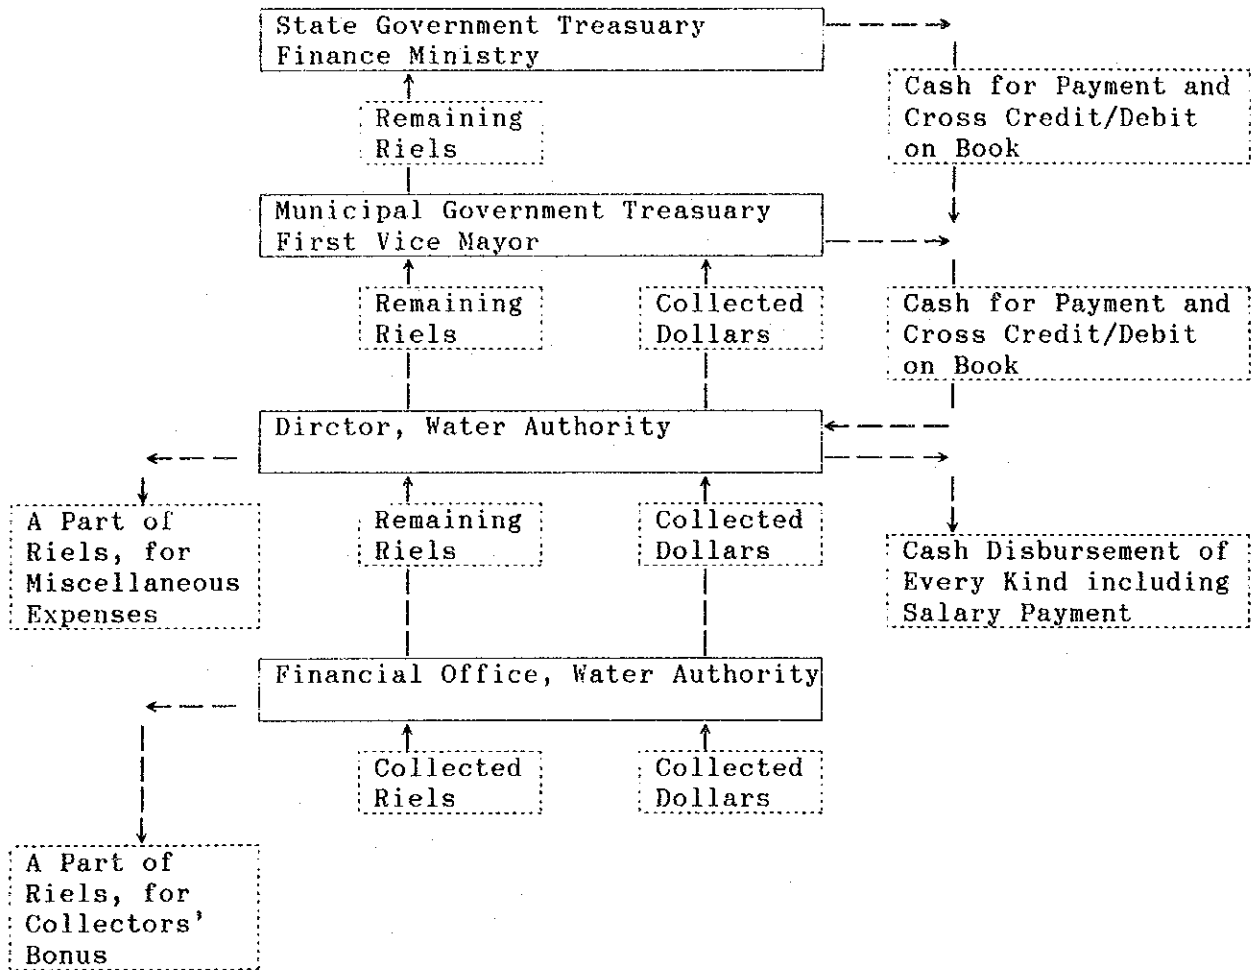 State Government Treasuary
Finance Ministry
Cash for Payment and
Cross Credit/Debit
on Book
Remaining
Riels
Municipal Government Treasuary
First Vice Mayor
Remaining
Riels
Collected
Dollars
Cash for Payment and
Cross Credit/Debit
on Book
Dirctor, Water Authority
A Part of
Riels, for
Miscellaneous
Expenses
Remaining
Riels
Collected
Dollars
Cash Disbursement of
Every Kind including
Salary Payment
Financial Office, Water Authority
Collected
Riels
Collected
Dollars
A Part of
Riels, for
Collectors'
Bonus